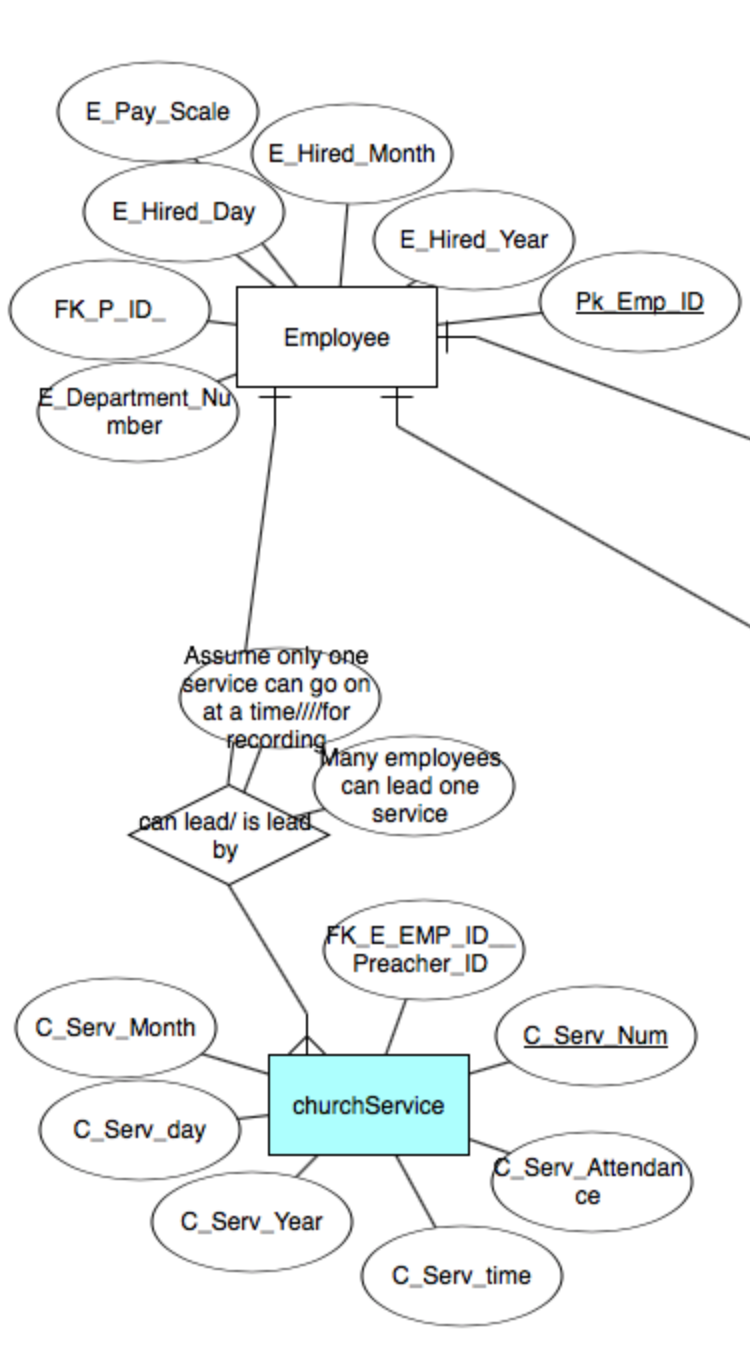 E_Pay_Scale
E_Hired_Month
E_Hired_Day
E_Hired_Year
FK_P_ID_
Pk_Emp_ID
Employee
E_Department_Nu
mber
Assume only one
service can go on
at a time////for
recording
Many employees
can lead one
service
can lead/ is lead
by
FK_E_EMP_ID__
Preacher_ID
C_Serv_Month
C_Serv_Num
churchService
C_Serv_day
C_Serv_Attendan
ce
C_Serv_Year
C_Serv_time